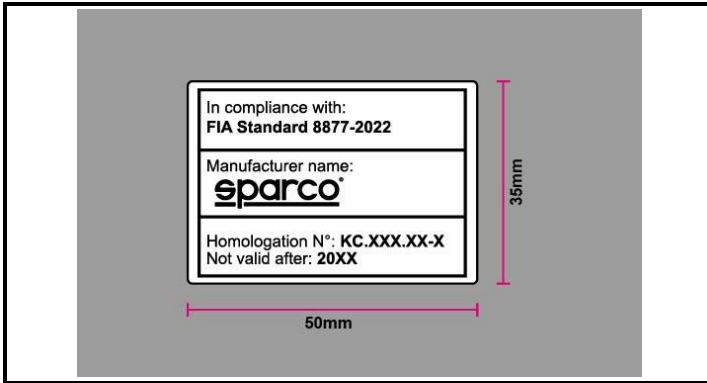 In compliance with:
FIA Standard 8877-2022
Manufacturer name:
sparco
Homologation N°: KC.XXX.XX-X
Not valid after: 20XX
35mm
50mm